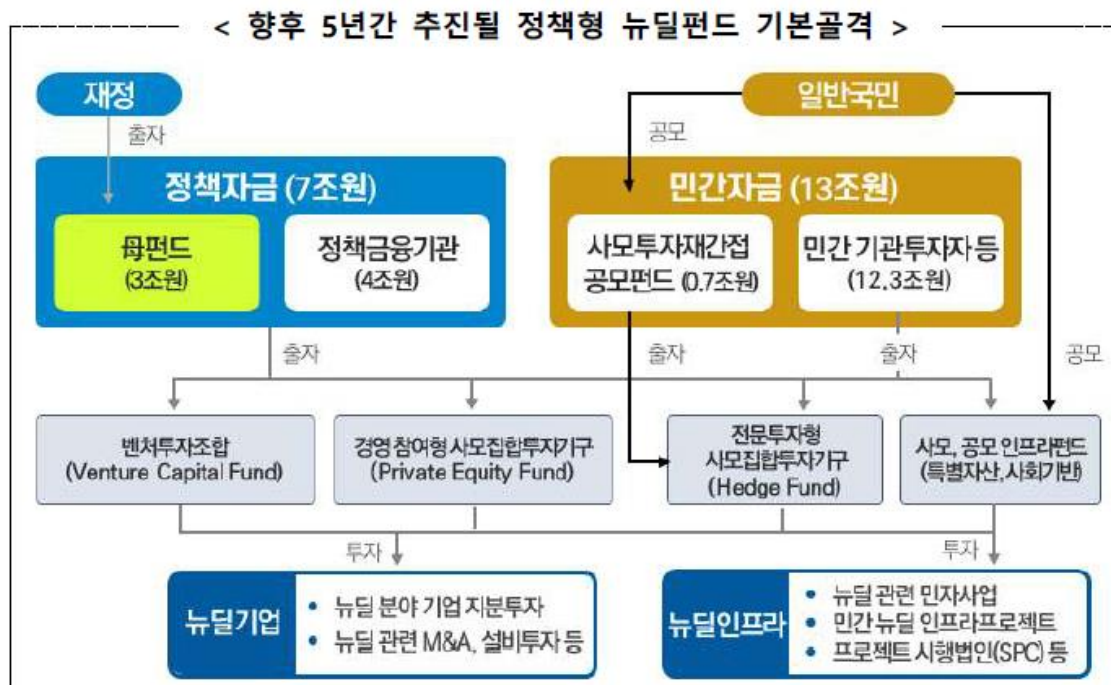 < 향후 5년간 추진될 정책형 뉴딜펀드 기본골격 >
재정
일반국민
출자
공모
정책자금 (7조원)
민간자금 (13조원)
母펀드
(3조원)
정책금융기관
(4조원)
사모투자재간접
공모펀드 (0.7조원)
민간 기관투자자 등
(12.3조원)
출자
출자
출자
공모
벤처투자조합
(Venture Capital Fund)
경영 참여형 사모집합투자기구
(Private Equity Fund)
전문투자형
사모집합투자기구
(Hedge Fund)
사모, 공모 인프라펀드
(특별자산,사회기반)
투자
투자
뉴딜기업
• 뉴딜 분야 기업 지분투자
• 뉴딜 관련 M&A, 설비투자 등
뉴딜인프라
• 뉴딜 관련 민자사업
• 민간 뉴딜 인프라프로젝트
• 프로젝트 시행법인(SPC) 등